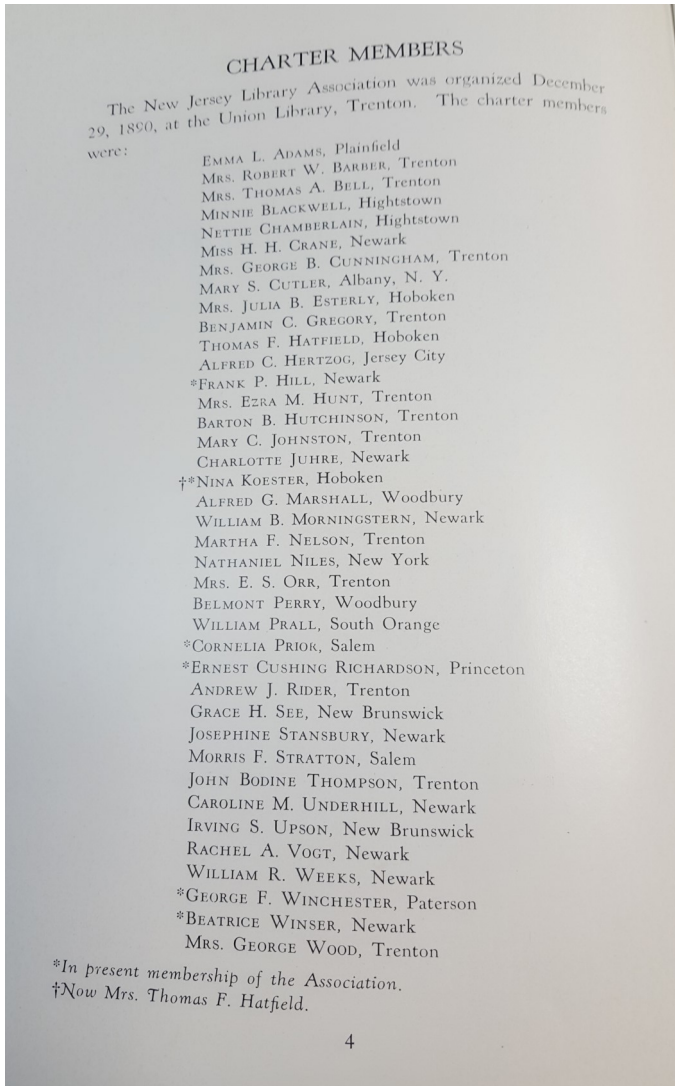 CHARTER MEMBERS
The New Jersey Library Association was organized December
29, 1890, at the Union Library, Trenton. The charter members
were:
EMMA L. ADAMS, Plainfield
MRS. ROBERT W. BARBER, Trenton
MRS. THOMAS A. BELL, Trenton
MINNIE BLACKWELL, Hightstown
NETTIE CHAMBERLAIN, Hightstown
MISS H. H. CRANE, Newark
MRS. GEORGE B. CUNNINGHAM, Trenton
MARY S. CUTLER, Albany, N. Y.
MRS. JULIA B. ESTERLY, Hoboken
BENJAMIN C. GREGORY, Trenton
THOMAS F. HATFIELD, Hoboken
ALFRED C. HERTZOG, Jersey City
*FRANK P. HILL, Newark
MRS. EZRA M. HUNT, Trenton
BARTON B. HUTCHINSON, Trenton
MARY C. JOHNSTON, Trenton
CHARLOTTE JUHRE, Newark
†*NINA KOESTER, Hoboken
ALFRED G. MARSHALL, Woodbury
WILLIAM B. MORNINGSTERN, Newark
MARTHA F. NELSON, Trenton
NATHANIEL NILES, New York
MRS. E. S. ORR, Trenton
BELMONT PERRY, Woodbury
WILLIAM PRALL, South Orange
*CORNELIA PRIOR, Salem
*ERNEST CUSHING RICHARDSON, Princeton
ANDREW J. RIDER, Trenton
GRACE H. SEE, New Brunswick
JOSEPHINE STANSBURY, Newark
MORRIS F. STRATTON, Salem
JOHN BODINE THOMPSON, Trenton
CAROLINE M. UNDERHILL, Newark
IRVING S. UPSON, New Brunswick
RACHEL A. VOGT, Newark
WILLIAM R. WEEKS, Newark
*GEORGE F. WINCHESTER, Paterson
*BEATRICE WINSER, Newark
MRS. GEORGE WOOD, Trenton
*In present membership of the Association.
†Now Mrs. Thomas F. Hatfield.
4